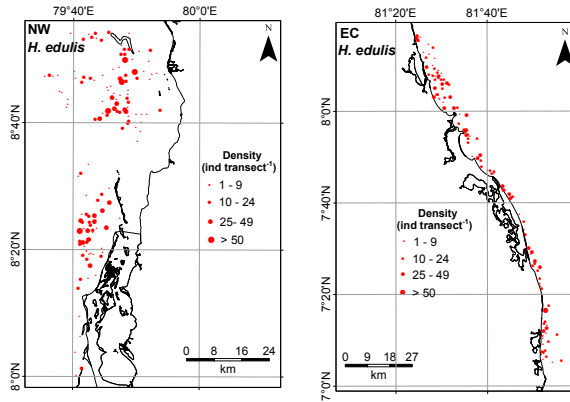 79°40'E
80°0'E
NW
H. edulis
N
8°40'N
8°20'N
8°0'N
Density
(ind transect⁻¹)
1 - 9
10 - 24
25- 49
> 50
0 8 16 24
km
81°20'E
81°40'E
EC
H. edulis
N
8°0'N
7°40'N
7°20'N
7°0'N
Density
(ind transect⁻¹)
1 - 9
10 - 24
25 - 49
> 50
0 9 18 27
km